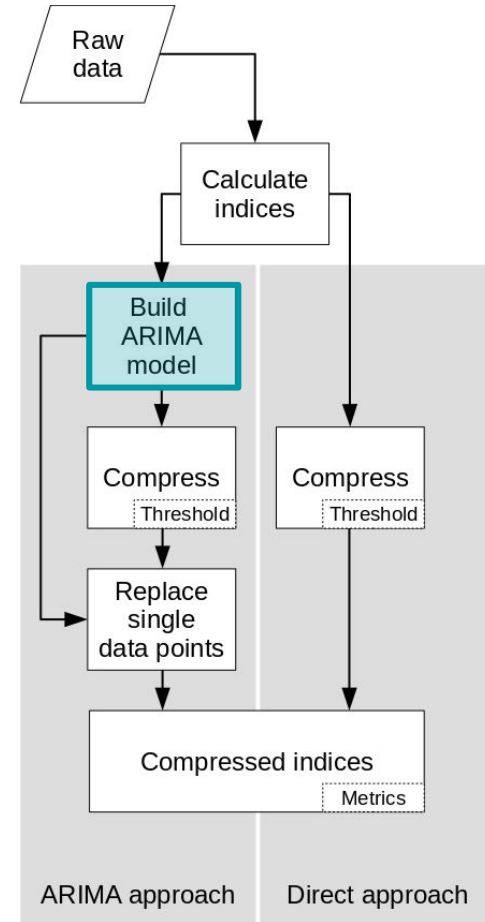 Raw
data
Calculate
indices
Build
ARIMA
model
Compress
Threshold
Compress
Threshold
Replace
single
data points
Compressed indices
Metrics
ARIMA approach
Direct approach